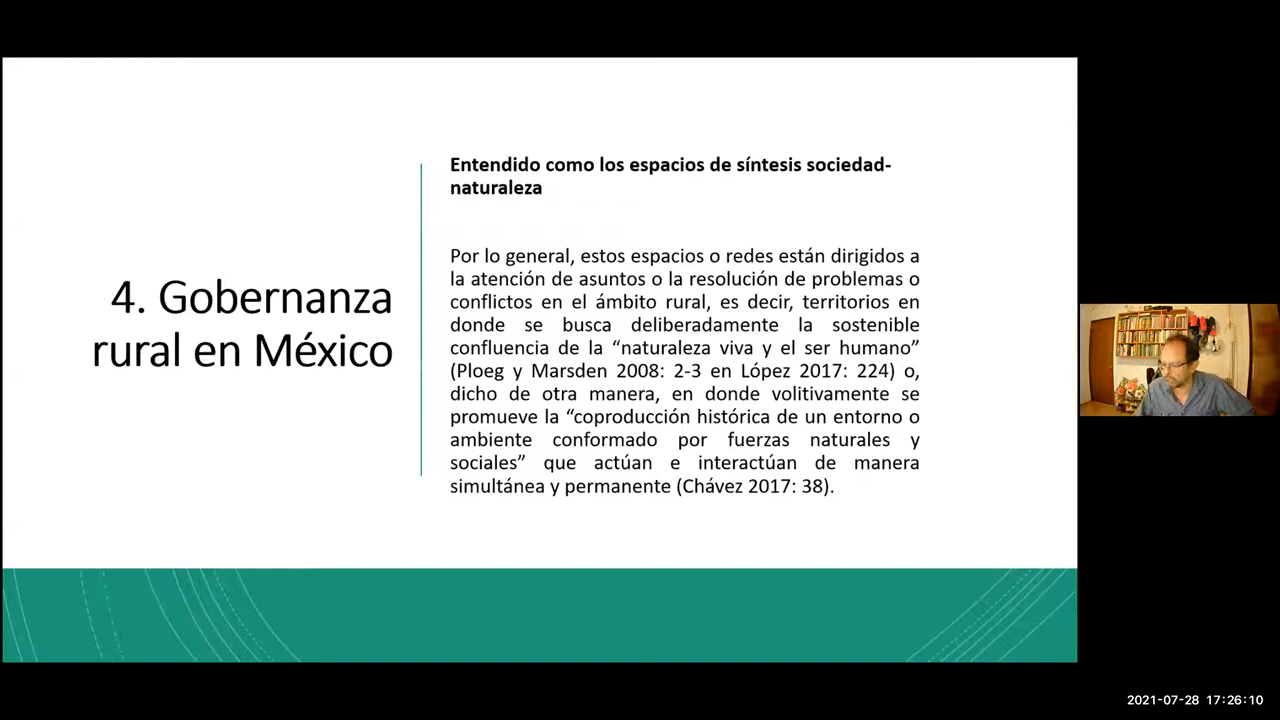 4. Gobernanza
rural en México
Entendido como los espacios de síntesis sociedad-
naturaleza
Por lo general, estos espacios o redes están dirigidos a
la atención de asuntos o la resolución de problemas o
conflictos en el ámbito rural, es decir, territorios en
donde se busca deliberadamente la sostenible
confluencia de la “naturaleza viva y el ser humano”
(Ploeg y Marsden 2008: 2-3 en López 2017: 224) o,
dicho de otra manera, en donde volitivamente se
promueve la “coproducción histórica de un entorno o
ambiente conformado por fuerzas naturales y
sociales” que actúan e interactúan de manera
simultánea y permanente (Chávez 2017: 38).
2021-07-28 17:26:10